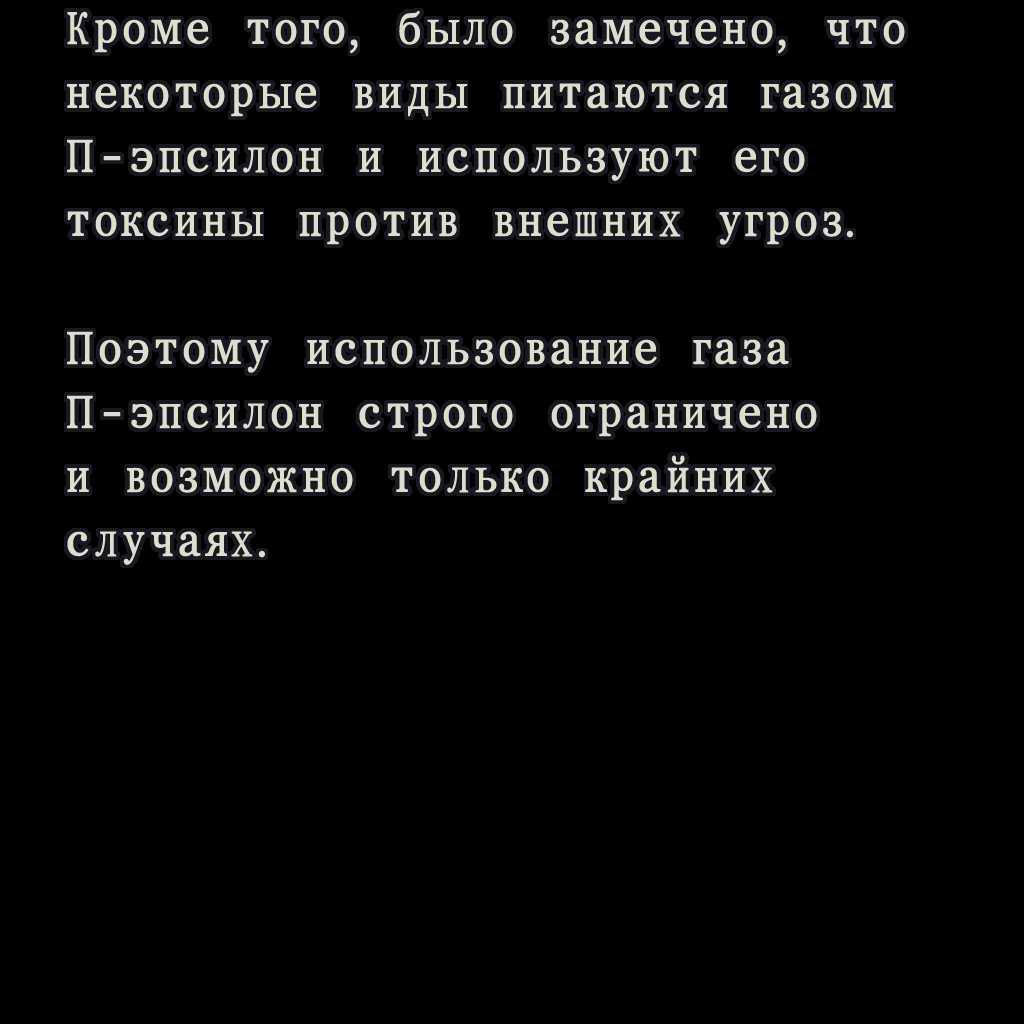 Кроме того, было замечено, что
некоторые виды питаются газом
П-эпсилон и используют его
токсины против внешних угроз.
Поэтому использование газа
П-эпсилон строго ограничено
и возможно только крайних
случаях.